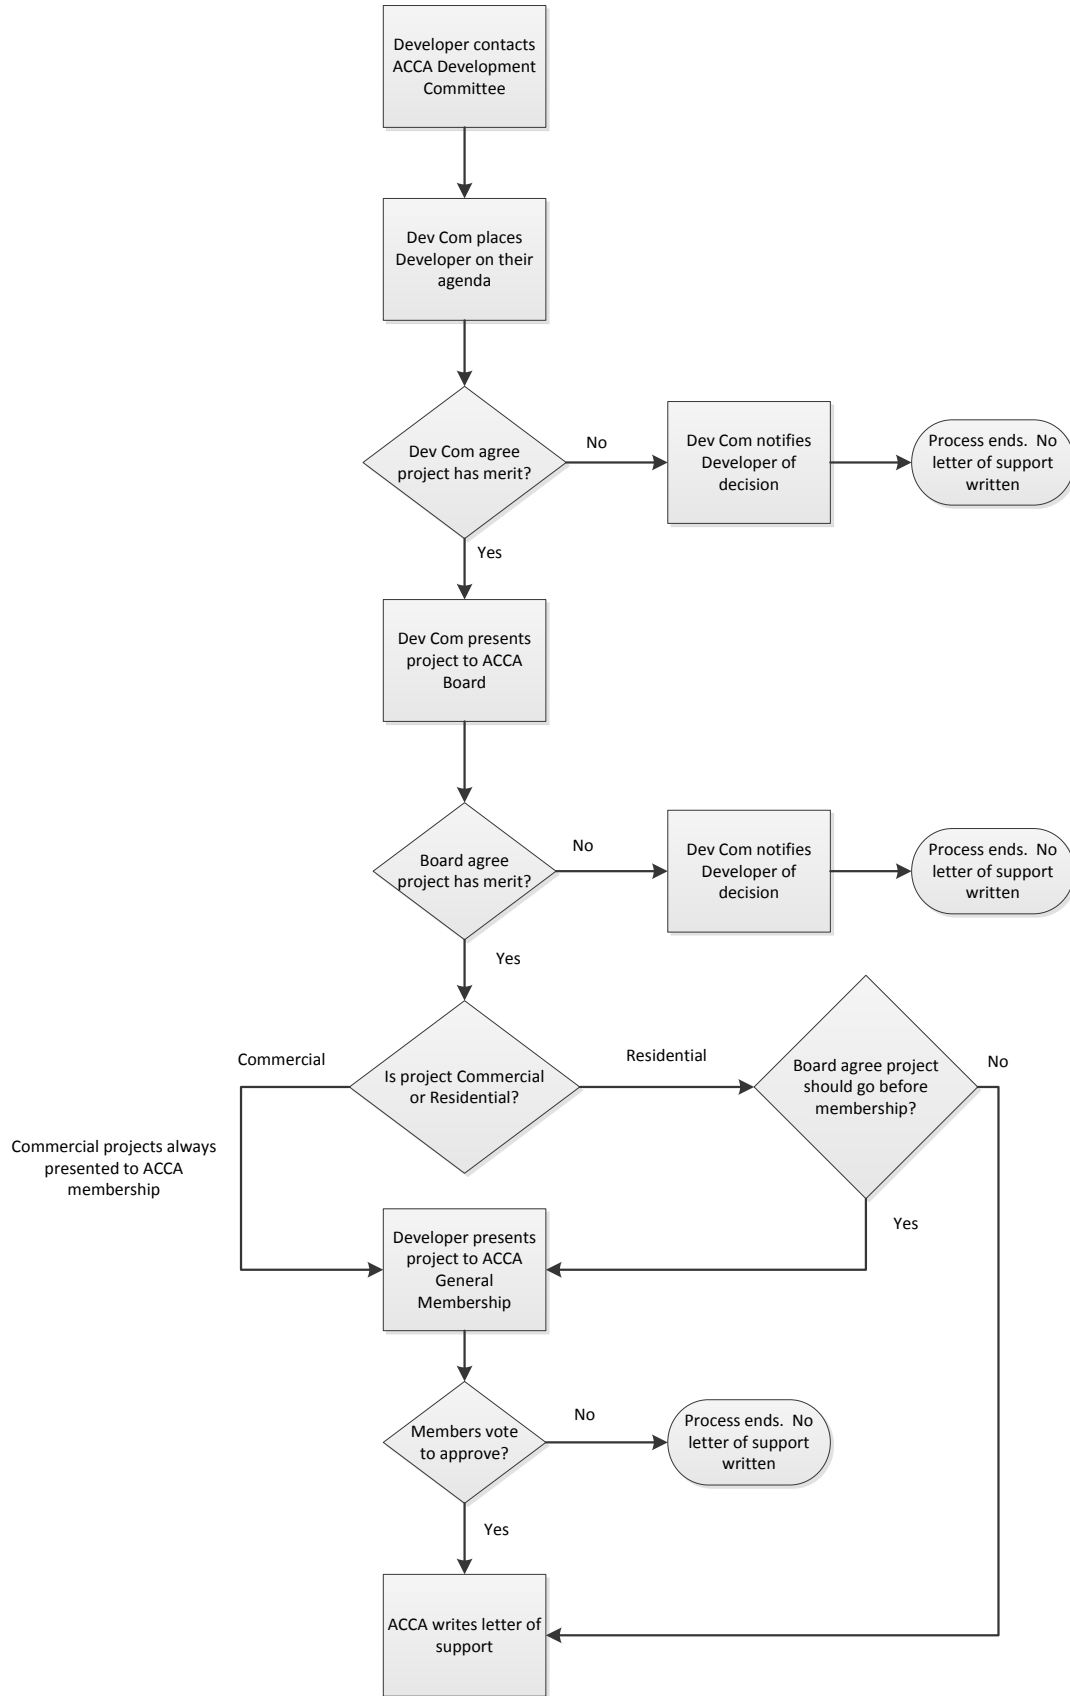 Developer contacts
ACCA Development
Committee
Dev Com places
Developer on their
agenda
Dev Com agree
project has merit?
No
Dev Com notifies
Developer of
decision
Process ends.  No
letter of support
written
Yes
Dev Com presents
project to ACCA
Board
Board agree
project has merit?
No
Dev Com notifies
Developer of
decision
Process ends.  No
letter of support
written
Yes
Commercial
Is project Commercial
or Residential?
Residential
Board agree project
should go before
membership?
No
Commercial projects always
presented to ACCA
membership
Yes
Developer presents
project to ACCA
General
Membership
Members vote
to approve?
No
Process ends.  No
letter of support
written
Yes
ACCA writes letter of
support